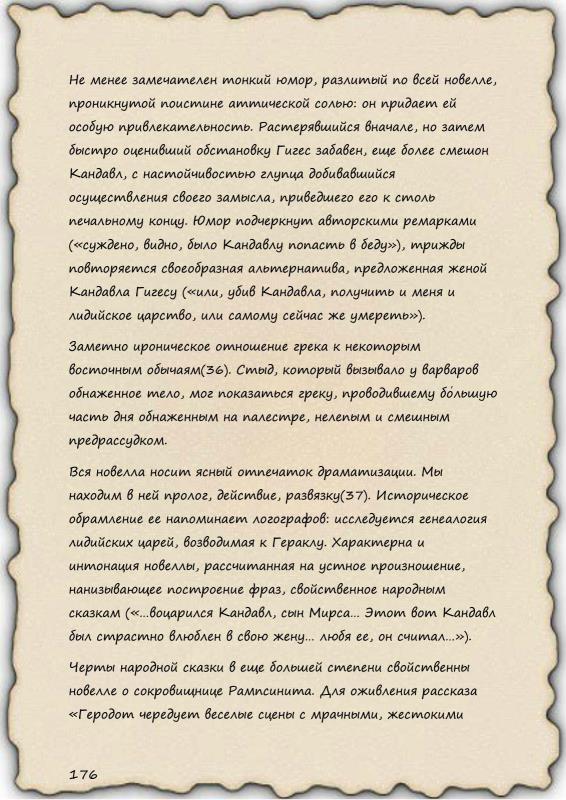 Не менее замечателен тонкий юмор, разлитый по всей новелле,
проникнутой поистине аттической солью: он придает ей
особую привлекательность. Растерявшийся вначале, но затем
быстро оценивший обстановку Гигес забавен, еще более смешон
Кандавл, с настойчивостью глупца добивавшийся
осуществления своего замысла, приведшего его к столь
печальному концу. Юмор подчеркнут авторскими ремарками
(«суждено, видно, было Кандавлу попасть в беду»), трижды
повторяется своеобразная альтернатива, предложенная женой
Кандавла Гигесу («или, убив Кандавла, получить и меня и
лидийское царство, или самому сейчас же умереть»).
Заметно ироническое отношение грека к некоторым
восточным обычаям(36). Стыд, который вызывало у варваров
обнаженное тело, мог показаться греку, проводившему бо́льшую
часть дня обнаженным на палестре, нелепым и смешным
предрассудком.
Вся новелла носит ясный отпечаток драматизации. Мы
находим в ней пролог, действие, развязку(37). Историческое
обрамление ее напоминает логографов: исследуется генеалогия
лидийских царей, возводимая к Гераклу. Характерна и
интонация новеллы, рассчитанная на устное произношение,
нанизывающее построение фраз, свойственное народным
сказкам («...воцарился Кандавл, сын Мирса... Этот вот Кандавл
был страстно влюблен в свою жену... любя ее, он считал...»).
Черты народной сказки в еще большей степени свойственны
новелле о сокровищнице Рампсинита. Для оживления рассказа
«Геродот чередует веселые сцены с мрачными, жестокими
176